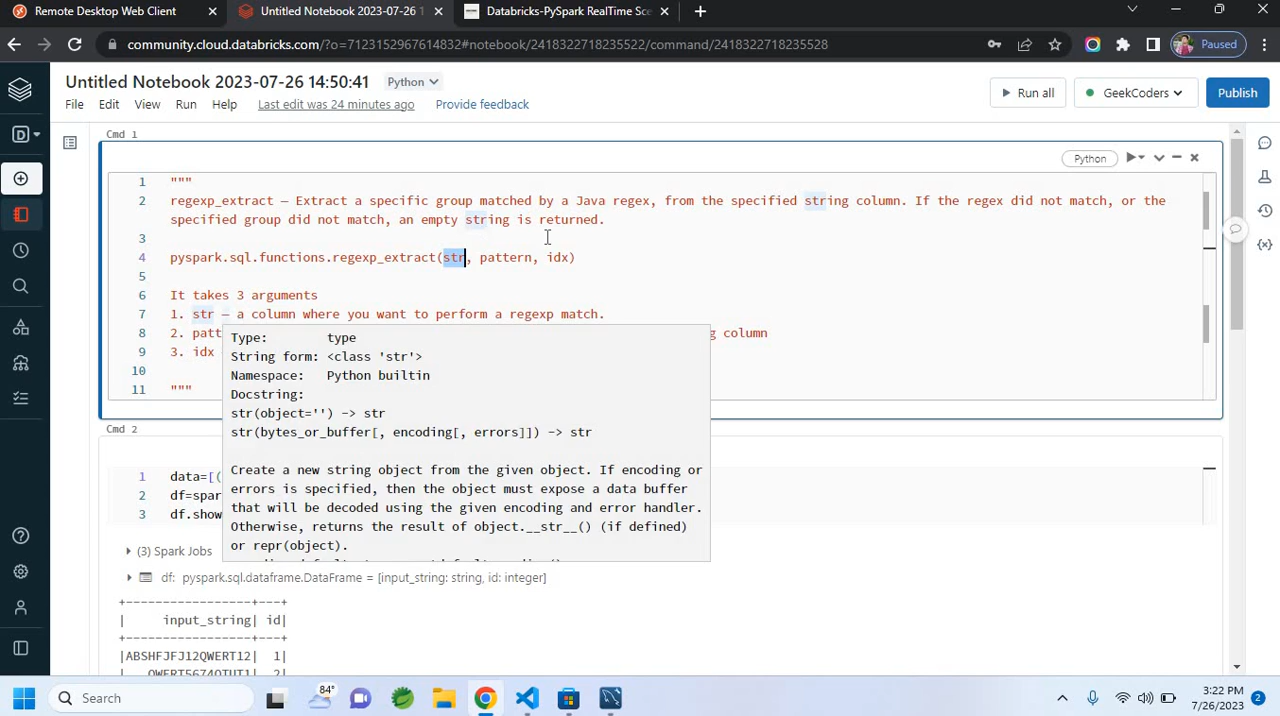 Remote Desktop Web Client
Untitled Notebook 2023-07-26 1
Databricks-PySpark RealTime Sce
community.cloud.databricks.com/?o=7123152967614832#notebook/2418322718235522/command/2418322718235528
Paused
Untitled Notebook 2023-07-26 14:50:41
Python
File Edit View Run Help Last edit was 24 minutes ago Provide feedback
Run all
GeekCoders
Publish
D
Cmd 1
Python
1 """
2 regexp_extract — Extract a specific group matched by a Java regex, from the specified string column. If the regex did not match, or the
specified group did not match, an empty string is returned.
3
4 pyspark.sql.functions.regexp_extract(str, pattern, idx)
5
6 It takes 3 arguments
7 1. str — a column where you want to perform a regexp match.
8 2. patt g column
9 3. idx
10
11 """
Type: type
String form: <class 'str'>
Namespace: Python builtin
Docstring:
str(object='') -> str
str(bytes_or_buffer[, encoding[, errors]]) -> str
Create a new string object from the given object. If encoding or
errors is specified, then the object must expose a data buffer
that will be decoded using the given encoding and error handler.
Otherwise, returns the result of object.__str__() (if defined)
or repr(object).
Cmd 2
1 data=[(
2 df=spar
3 df.show
(3) Spark Jobs
df: pyspark.sql.dataframe.DataFrame = [input_string: string, id: integer]
+-----------------+---+
| input_string| id|
+-----------------+---+
|ABSHFJFJ12QWERT12| 1|
Search
84°
3:22 PM
7/26/2023
2